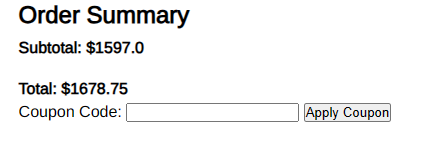 Order Summary
Subtotal: $1597.0
Total: $1678.75
Coupon Code: Apply Coupon